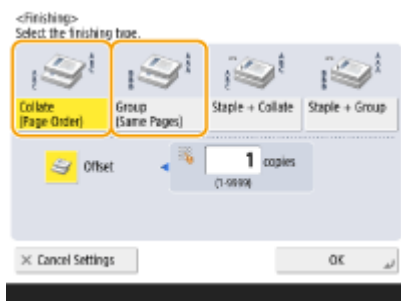 <Finishing>
Select the finishing type.
Collate
(Page Order)
Group
(Same Pages)
Staple + Collate
Staple + Group
Offset
1 copies
(1-9999)
Cancel Settings
OK